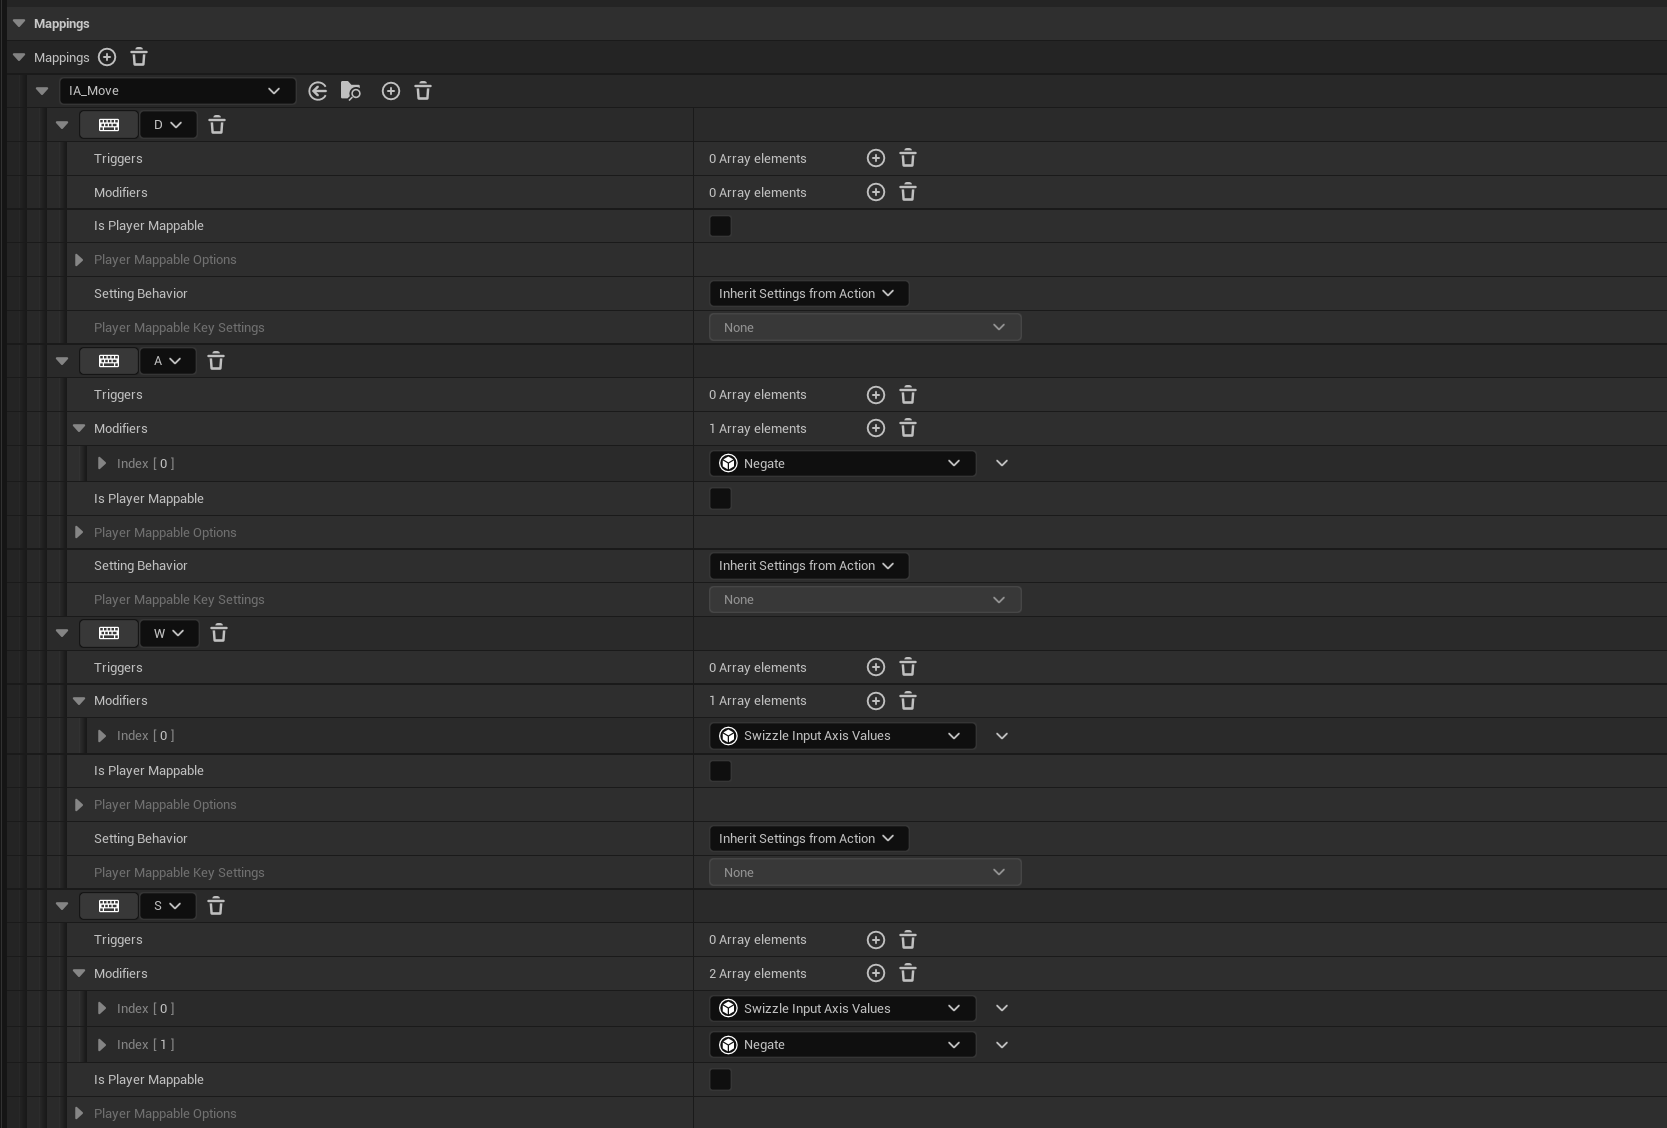 Mappings
Mappings
IA_Move
D
Triggers 0 Array elements
Modifiers 0 Array elements
Is Player Mappable
Player Mappable Options
Setting Behavior Inherit Settings from Action
Player Mappable Key Settings None
A
Triggers 0 Array elements
Modifiers 1 Array elements
Index [ 0 ] Negate
Is Player Mappable
Player Mappable Options
Setting Behavior Inherit Settings from Action
Player Mappable Key Settings None
W
Triggers 0 Array elements
Modifiers 1 Array elements
Index [ 0 ] Swizzle Input Axis Values
Is Player Mappable
Player Mappable Options
Setting Behavior Inherit Settings from Action
Player Mappable Key Settings None
S
Triggers 0 Array elements
Modifiers 2 Array elements
Index [ 0 ] Swizzle Input Axis Values
Index [ 1 ] Negate
Is Player Mappable
Player Mappable Options